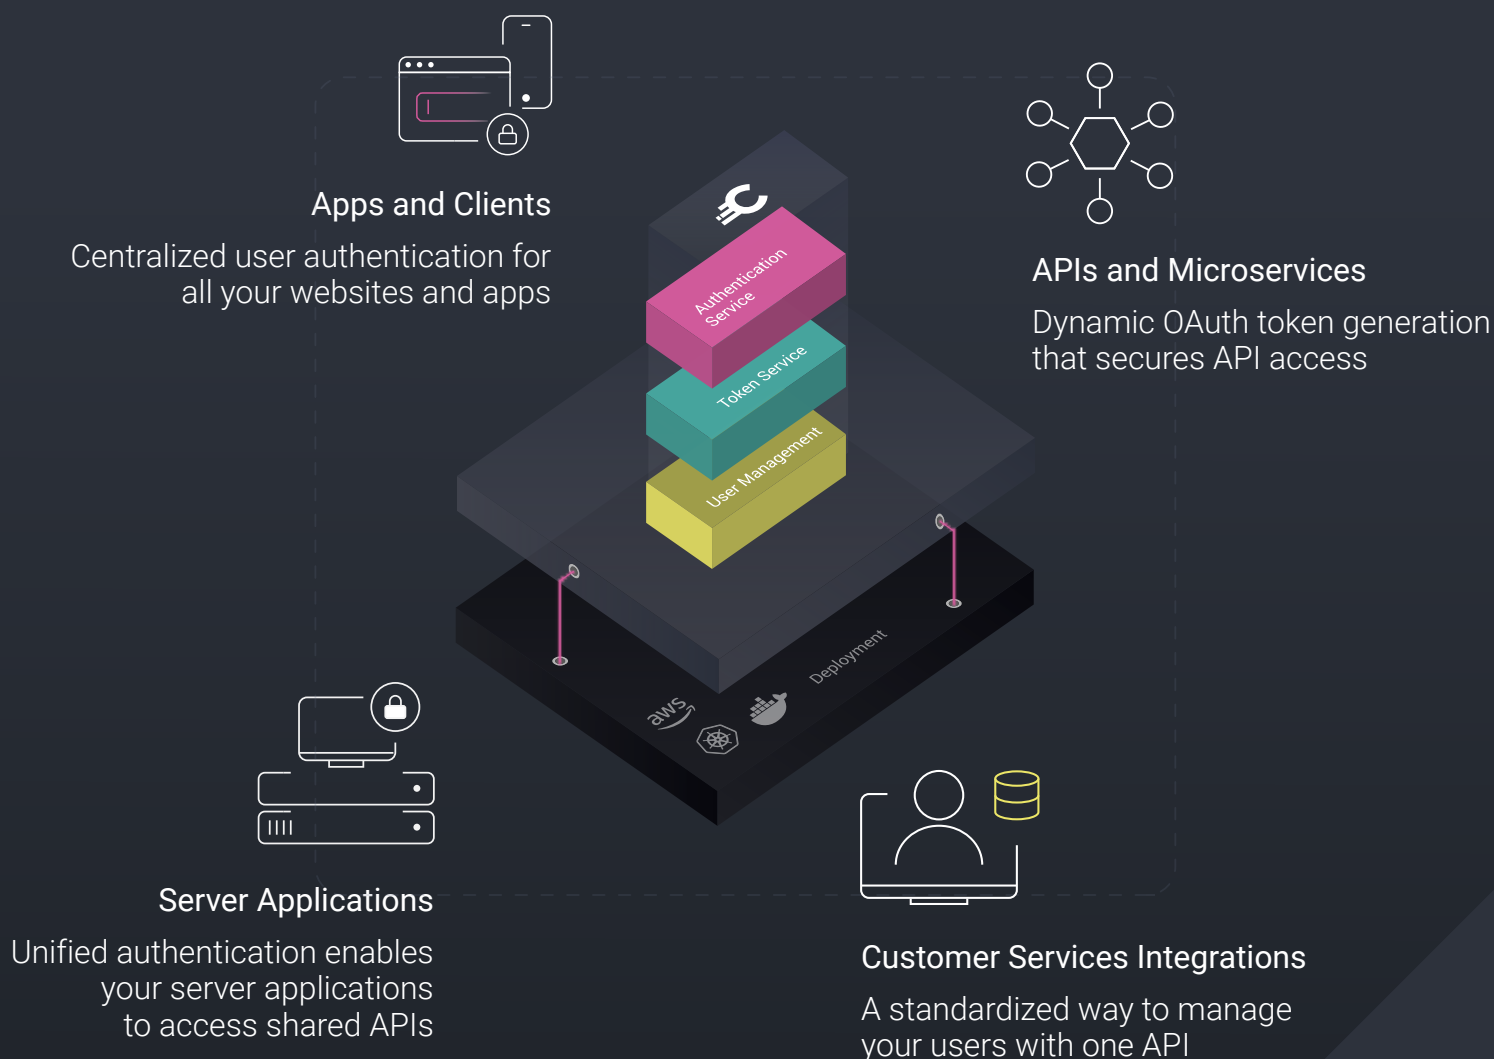 Apps and Clients
Centralized user authentication for
all your websites and apps
APIs and Microservices
Dynamic OAuth token generation
that secures API access
Authentication
Service
Token Service
User Management
Deployment
aws
Server Applications
Unified authentication enables
your server applications
to access shared APIs
Customer Services Integrations
A standardized way to manage
your users with one API